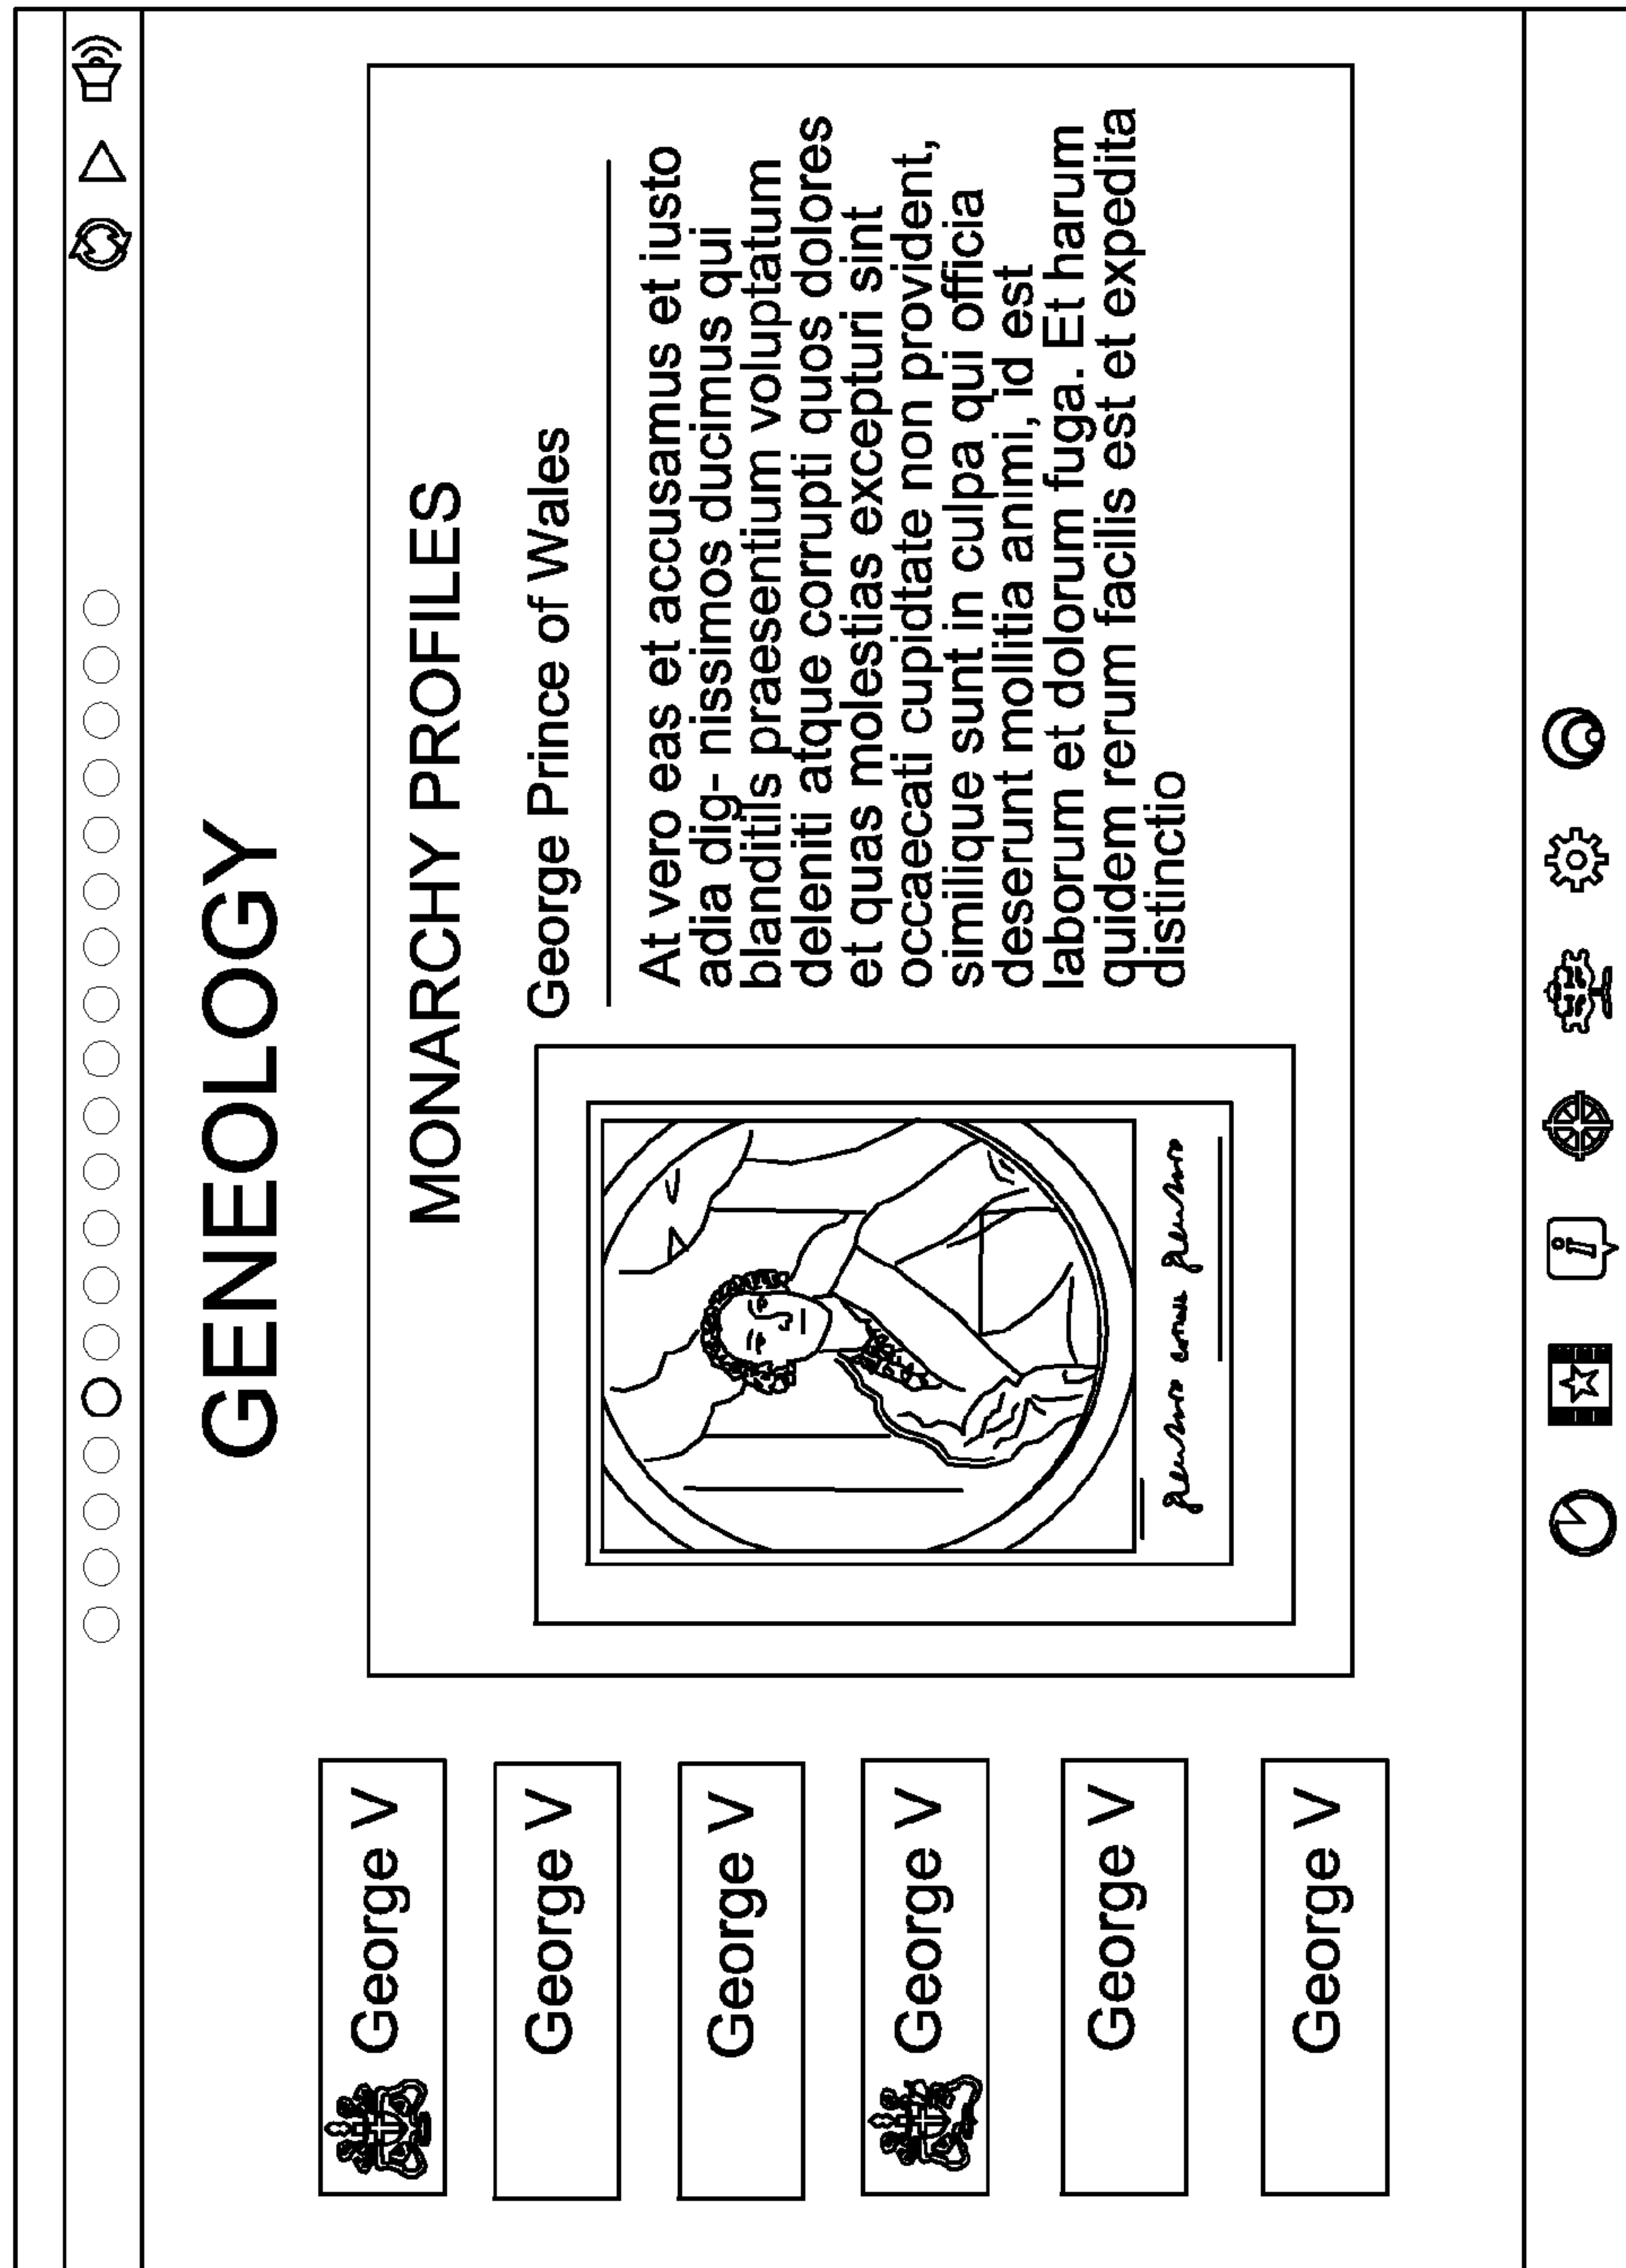 GENEOLOGY
George V
George V
George V
George V
George V
George V
MONARCHY PROFILES
George Prince of Wales
At vero eas et accusamus et iusto
adia dig- nissimos ducimus qui
blanditils praesentium voluptatum
deleniti atque corrupti quos dolores
et quas molestias excepturi sint
occaecati cupidtate non provident,
similique sunt in culpa qui officia
deserunt mollitia animi, id est
laborum et dolorum fuga. Et harum
quidem rerum facilis est et expedita
distinctio
i